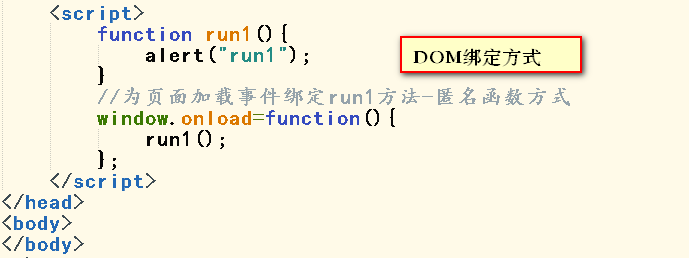 <script>
function run1(){
alert("run1");
DOM绑定方式
}
//为页面加载事件绑定run1方法-匿名函数方式
window.onload=function(){
run1();
};
</script>
</head>
<body>
</body>